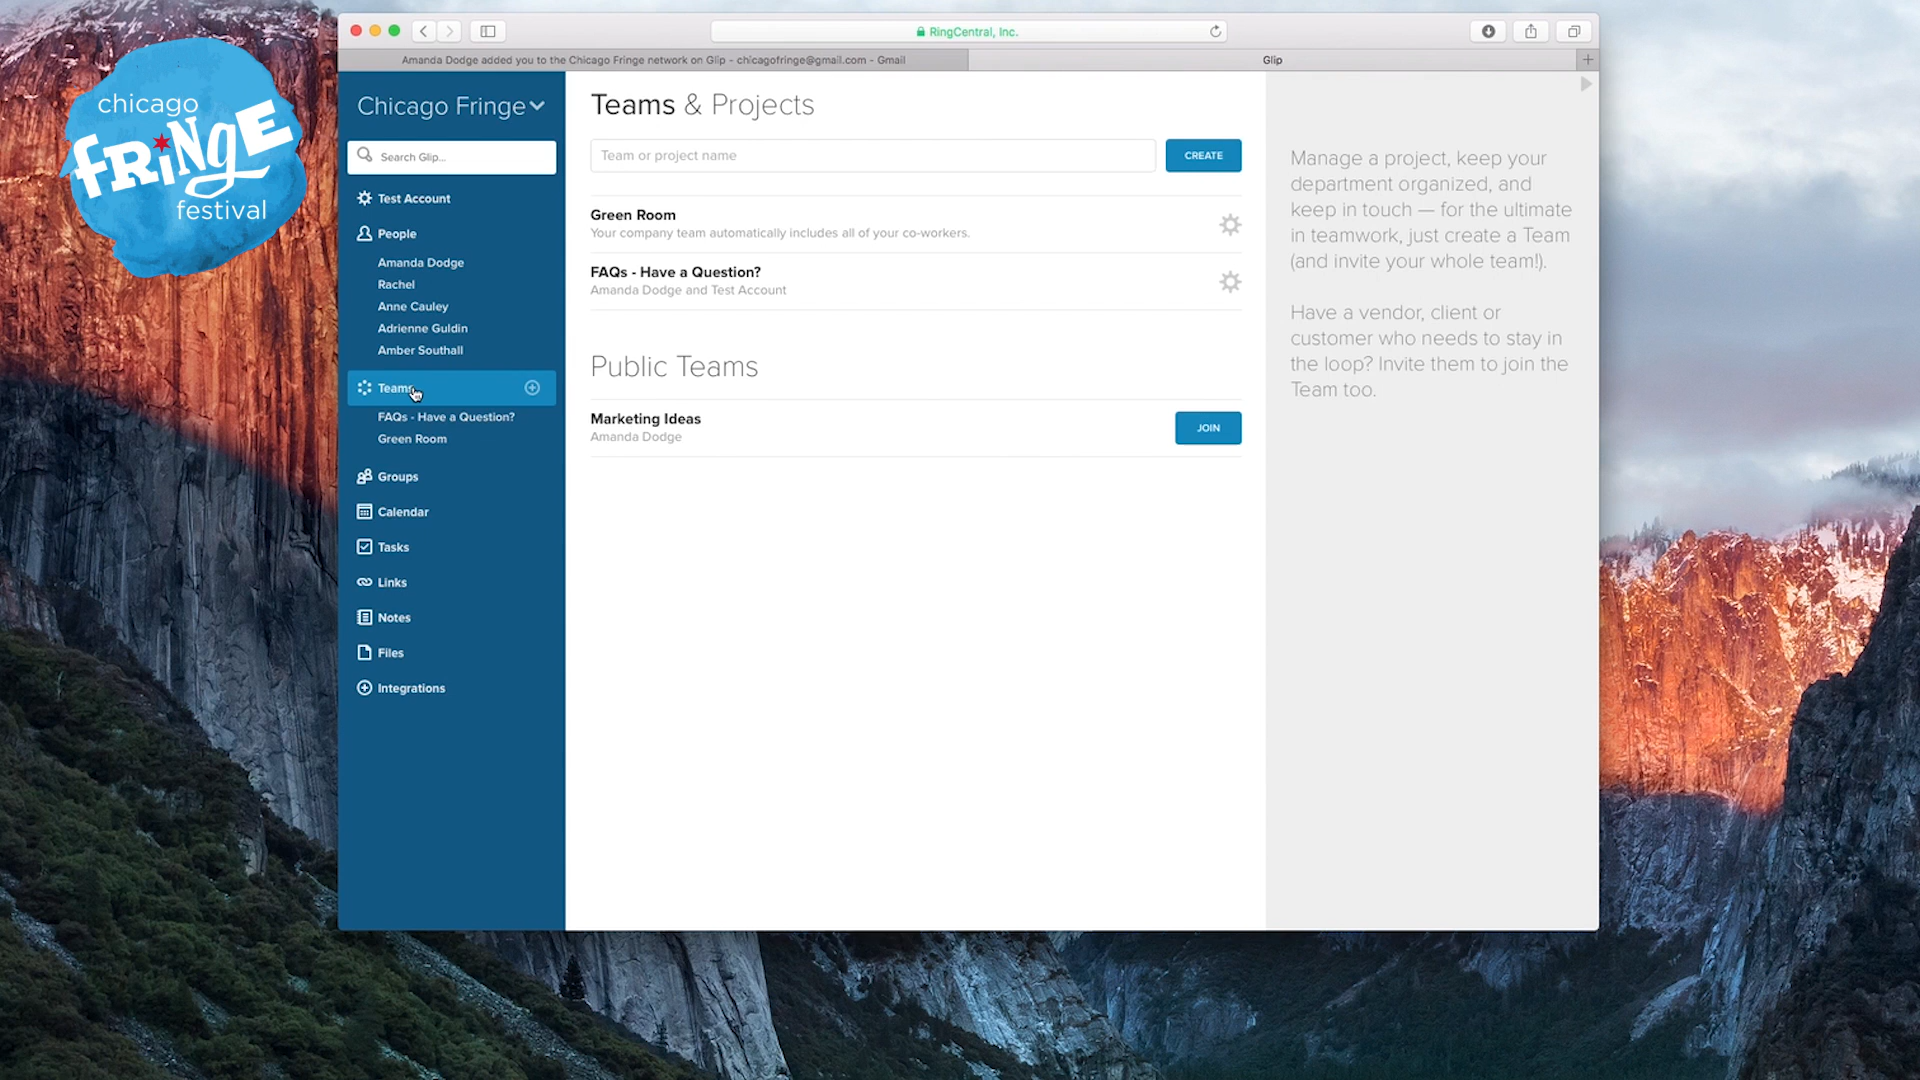 chicago
FRINGE
festival
RingCentral, Inc.
Amanda Dodge added you to the Chicago Fringe network on Glip - chicagofringe@gmail.com - Gmail
Glip
Chicago Fringe
Search Glip...
Test Account
People
Amanda Dodge
Rachel
Anne Cauley
Adrienne Guldin
Amber Southall
Teams
FAQs - Have a Question?
Green Room
Groups
Calendar
Tasks
Links
Notes
Files
Integrations
Teams & Projects
Team or project name
CREATE
Green Room
Your company team automatically includes all of your co-workers.
FAQs - Have a Question?
Amanda Dodge and Test Account
Public Teams
Marketing Ideas
Amanda Dodge
JOIN
Manage a project, keep your
department organized, and
keep in touch — for the ultimate
in teamwork, just create a Team
(and invite your whole team!).
Have a vendor, client or
customer who needs to stay in
the loop? Invite them to join the
Team too.